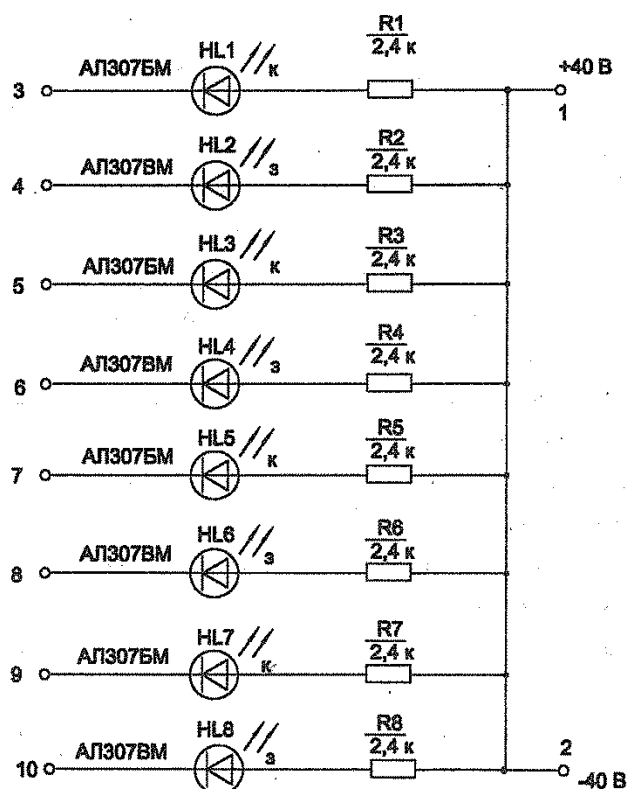 R1
HL1
2,4 к
+40 В
АЛ307БМ
к
3
1
HL2
R2
АЛ307ВМ
з
2,4 к
4
HL3
R3
АЛ307БМ
к
2,4 к
5
HL4
R4
АЛ307ВМ
з
2,4 к
6
HL5
R5
АЛ307БМ
к
2,4 к
7
HL6
R6
АЛ307ВМ
з
2,4 к
8
HL7
R7
АЛ307БМ
к
2,4 к
9
HL8
R8
АЛ307ВМ
з
2,4 к
2
10
-40 В